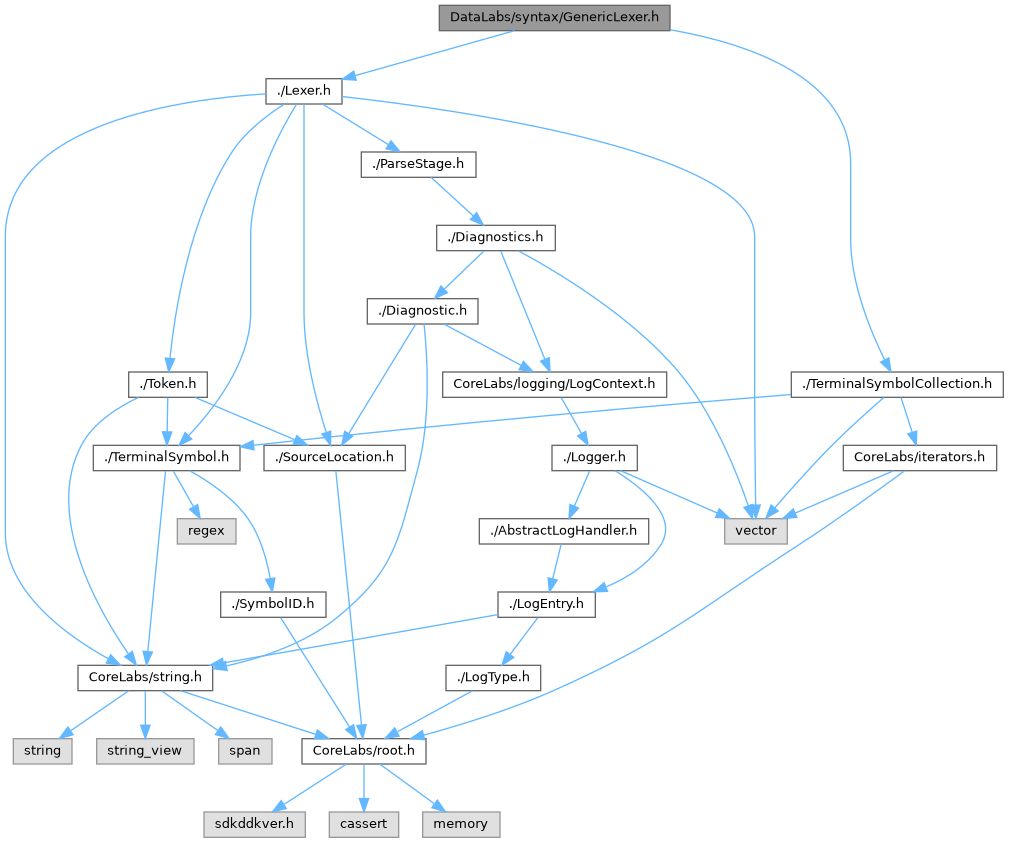 DataLabs/syntax/GenericLexer.h
./Lexer.h
./ParseStage.h
./Diagnostics.h
./Diagnostic.h
./Token.h
CoreLabs/logging/LogContext.h
./TerminalSymbolCollection.h
./TerminalSymbol.h
./SourceLocation.h
./Logger.h
CoreLabs/iterators.h
regex
./AbstractLogHandler.h
vector
./SymbolID.h
./LogEntry.h
CoreLabs/string.h
./LogType.h
string
string_view
span
CoreLabs/root.h
sdkddkver.h
cassert
memory